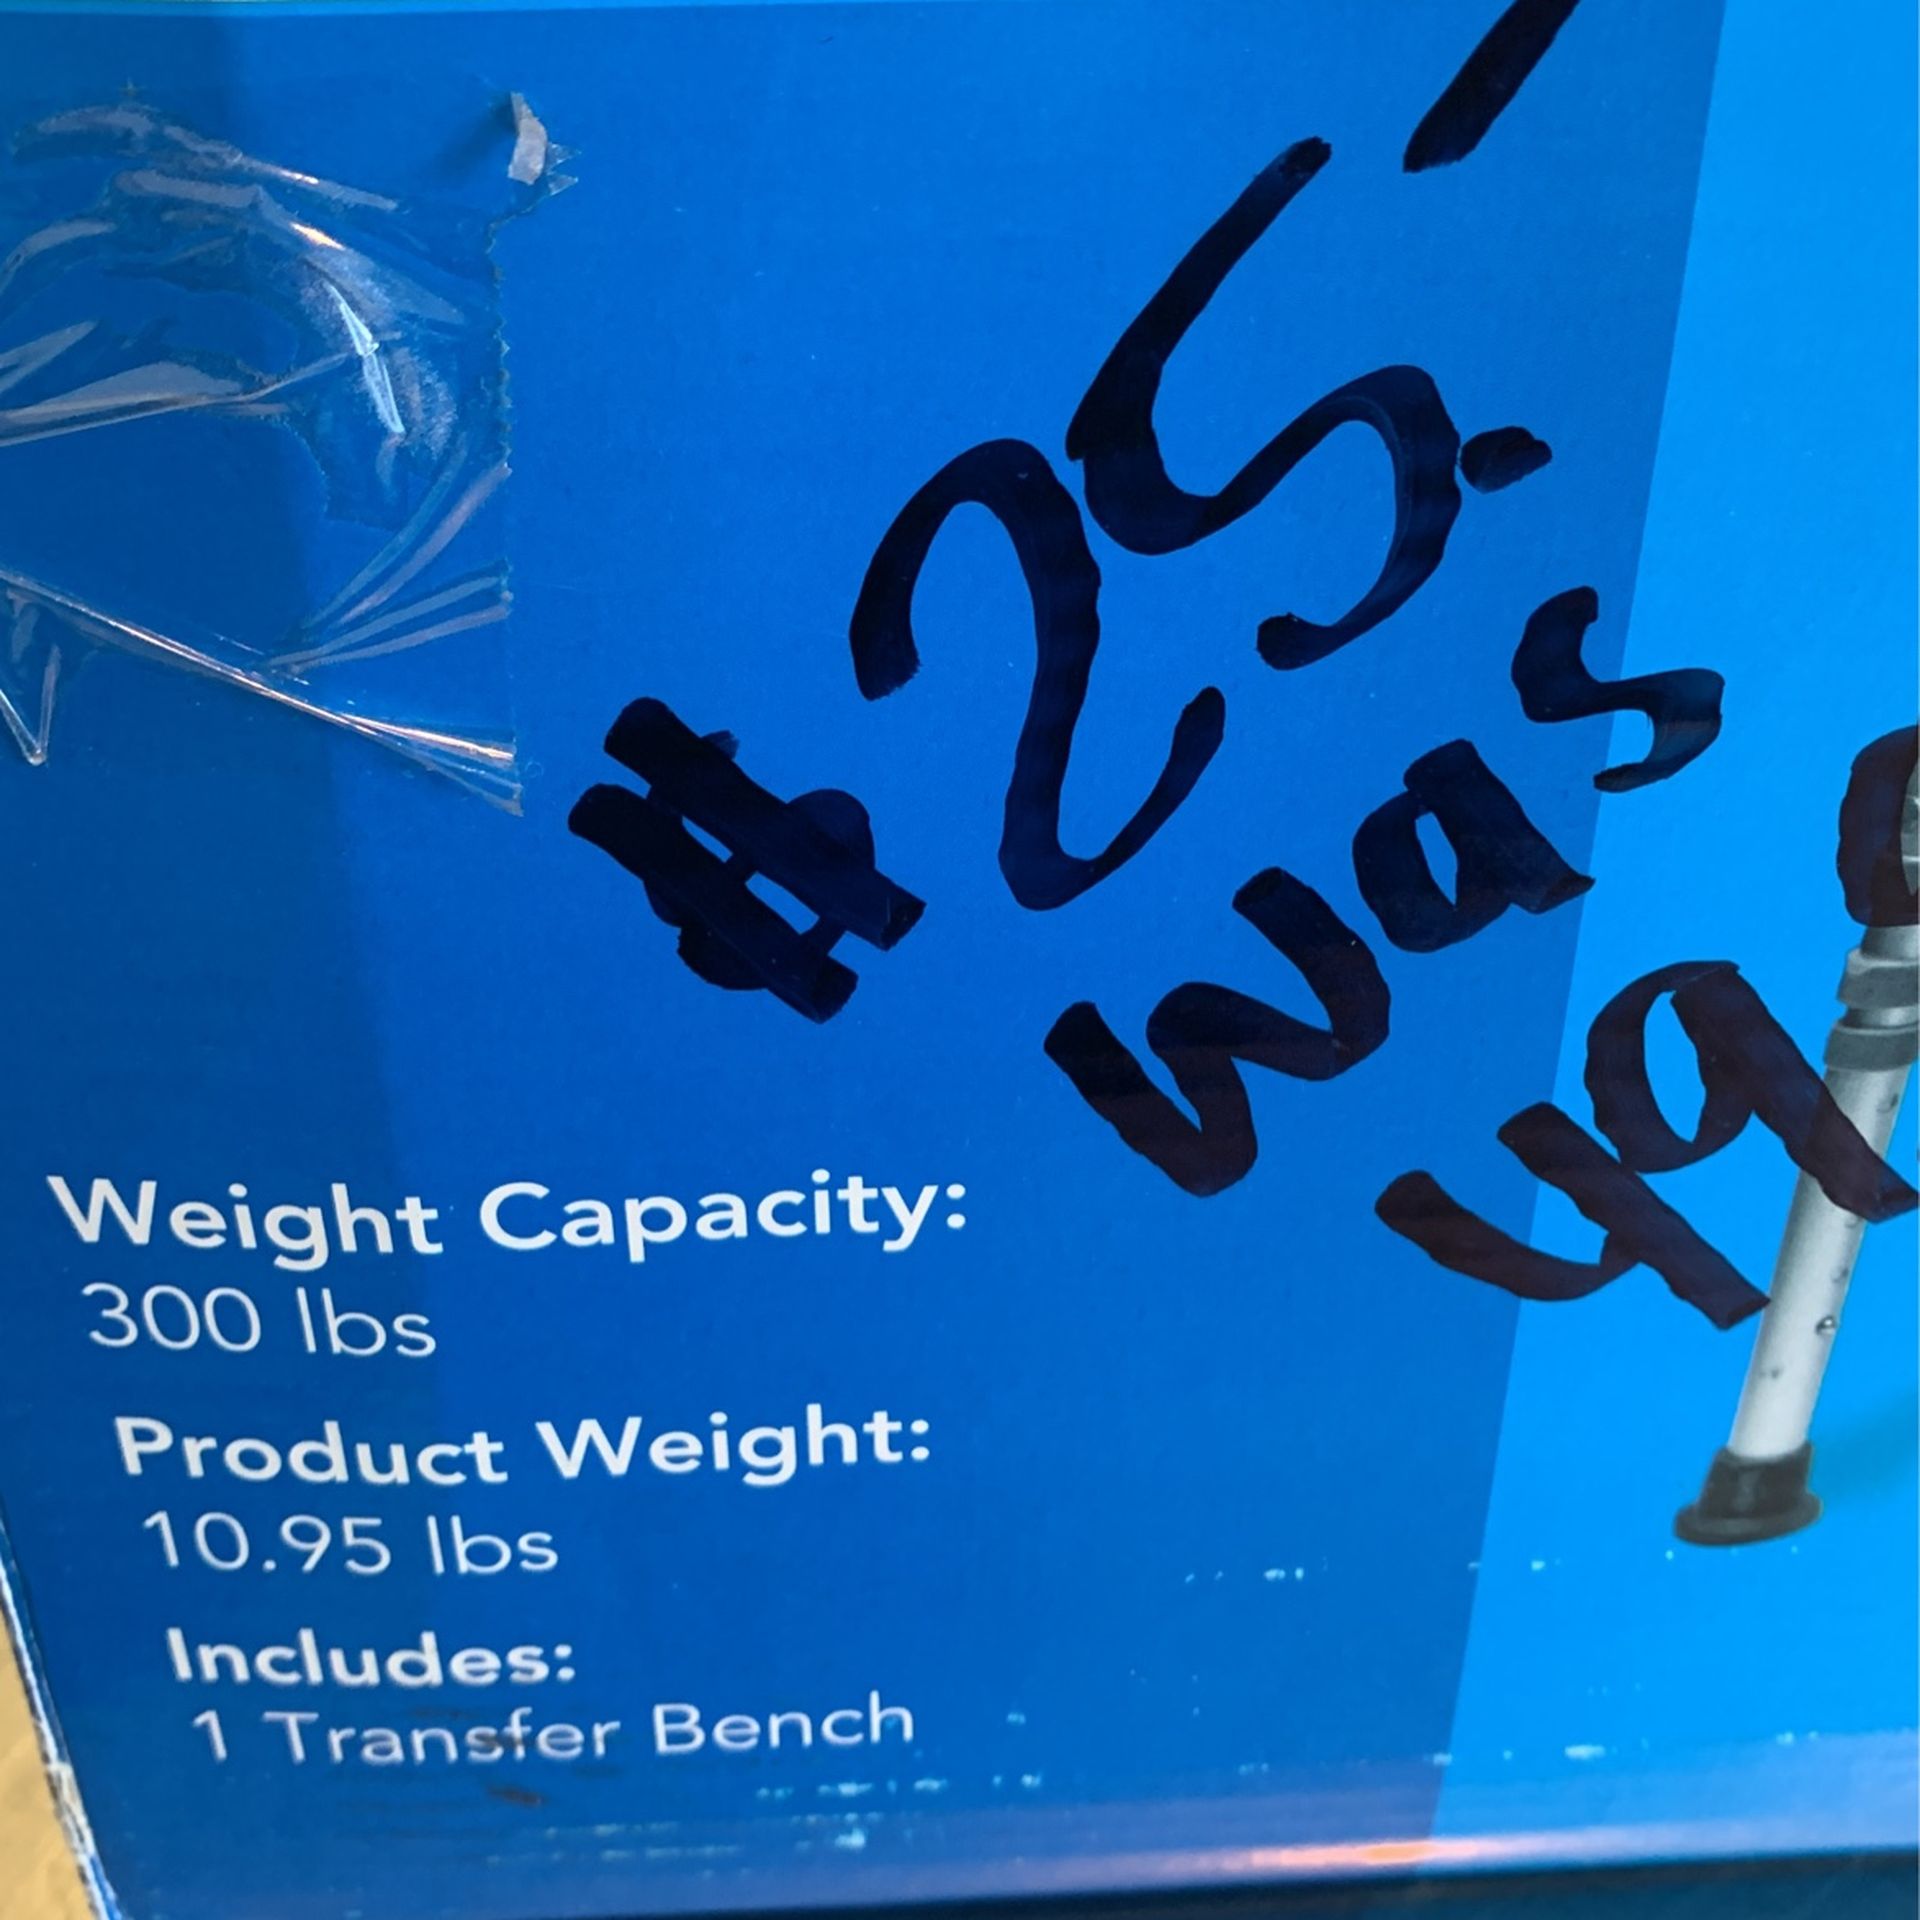 $25.
was
49
Weight Capacity:
300 lbs
Product Weight:
10.95 lbs
Includes:
1 Transfer Bench